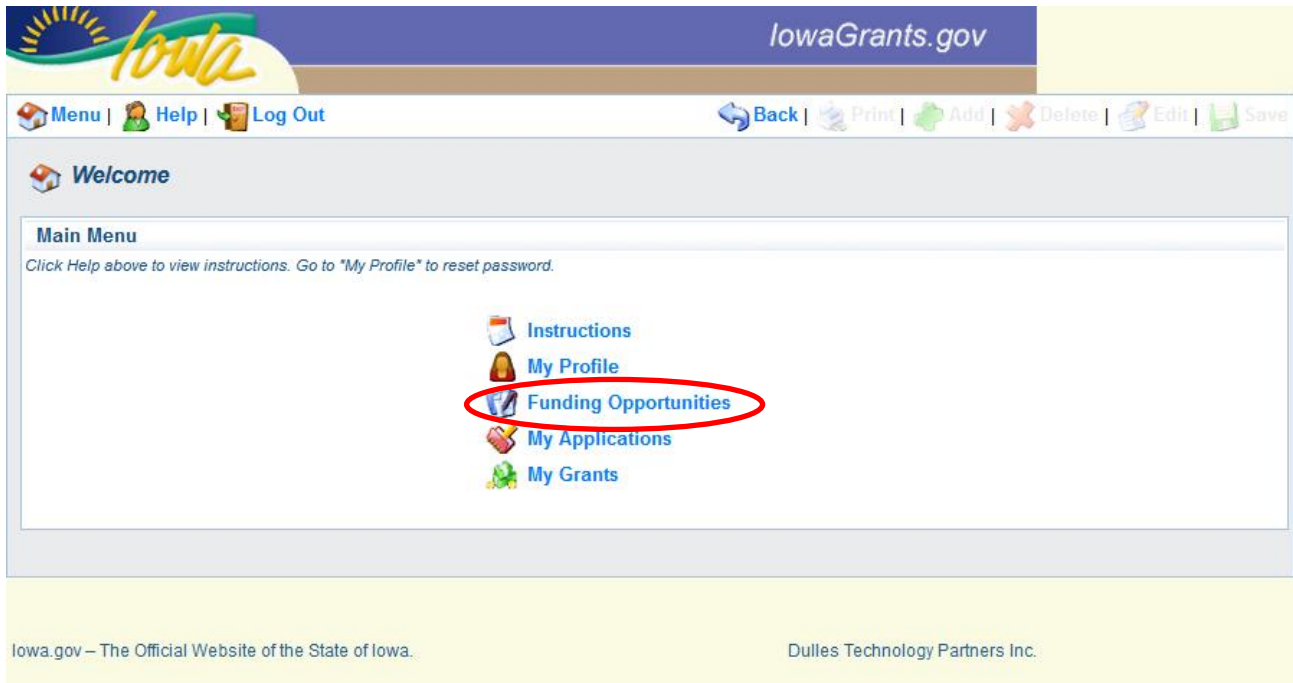 Iowa
IowaGrants.gov
Menu | Help | Log Out
Back | Print | Add | Delete | Edit | Save
Welcome
Main Menu
Click Help above to view instructions. Go to "My Profile" to reset password.
Instructions
My Profile
Funding Opportunities
My Applications
My Grants
Iowa.gov – The Official Website of the State of Iowa.
Dulles Technology Partners Inc.